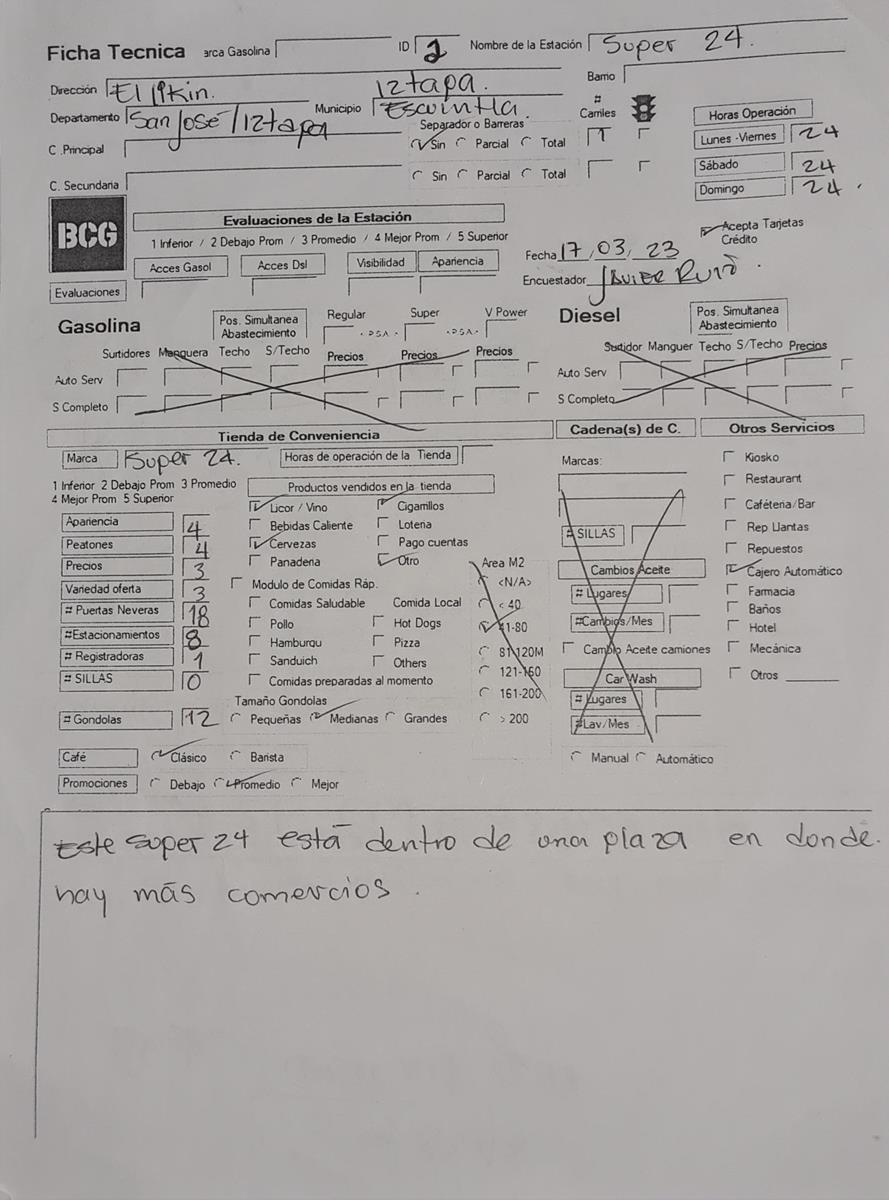 Ficha Tecnica arca Gasolina ID 2 Nombre de la Estación Super 24.
Dirección El Pikin. Iztapa. Barrio
Departamento San José/Iztapa Municipio Escuintla. # Carriles Horas Operación
C .Principal Separador o Barreras Sin Parcial Total 1 Lunes -Viernes 24
Sábado 24
C. Secundaria Sin Parcial Total Domingo 24.
BCG Evaluaciones de la Estación
1 Inferior / 2 Debajo Prom / 3 Promedio / 4 Mejor Prom / 5 Superior
Acepta Tarjetas Crédito
Acces Gasol Acces Dsl Visibilidad Apariencia Fecha 17/03/23
Evaluaciones Encuestador Javier
Gasolina Pos. Simultanea Abastecimiento Regular Super V Power Diesel Pos. Simultanea Abastecimiento
Surtidores Manguera Techo S/Techo Precios Precios Precios Surtidor Manguer Techo S/Techo Precios
Auto Serv Auto Serv
S Completo S Completo
Tienda de Conveniencia Cadena(s) de C. Otros Servicios
Marca Super 24. Horas de operación de la Tienda Marcas: Kiosko
1 Inferior 2 Debajo Prom 3 Promedio
4 Mejor Prom 5 Superior
Productos vendidos en la tienda Restaurant
Licor / Vino Cigarrillos Caféteria/Bar
Apariencia 4 Bebidas Caliente Loteria # SILLAS Rep Llantas
Peatones 4 Cervezas Pago cuentas Repuestos
Precios 3 Panaderia Otro Area M2 Cambios Aceite Cajero Automático
Variedad oferta 3 Modulo de Comidas Ráp. <N/A> # Lugares Farmacia
# Puertas Neveras 18 Comidas Saludable Comida Local < 40 Baños
#Estacionamientos 8 Pollo Hot Dogs 41-80 #Cambios/Mes Hotel
# Registradoras 1 Hamburgu Pizza 81-120M Cambio Aceite camiones Mecánica
# SILLAS 0 Sanduich Others 121-160 Car Wash Otros
Comidas preparadas al momento 161-200 # Lugares
Tamaño Gondolas
# Gondolas 12 Pequeñas Medianas Grandes > 200 #Lav/Mes
Café Clásico Barista Manual Automático
Promociones Debajo Promedio Mejor
Este super 24 está dentro de una plaza en donde.
hay más comercios.